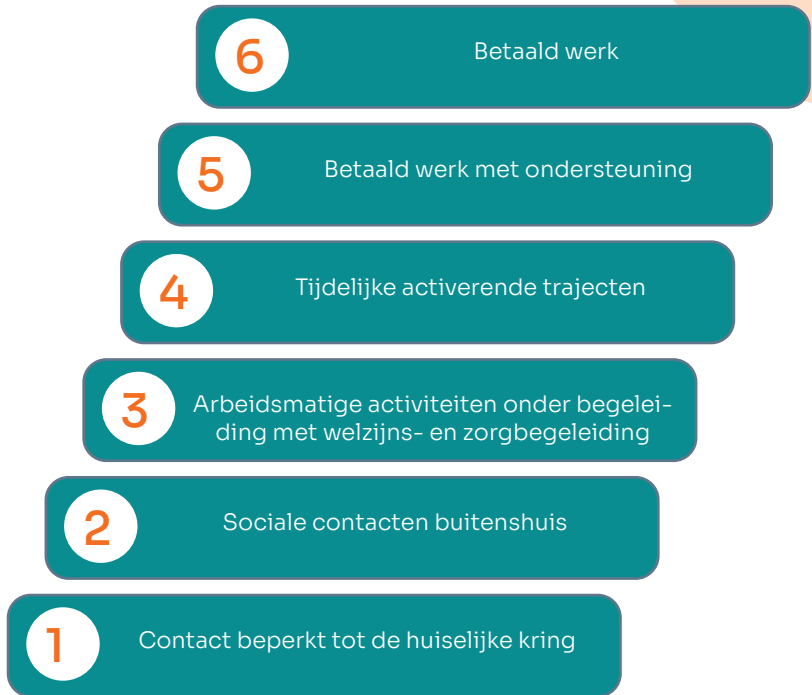 6
Betaald werk
5
Betaald werk met ondersteuning
4
Tijdelijke activerende trajecten
3
Arbeidsmatige activiteiten onder begelei-
ding met welzijns- en zorgbegeleiding
2
Sociale contacten buitenshuis
1
Contact beperkt tot de huiselijke kring